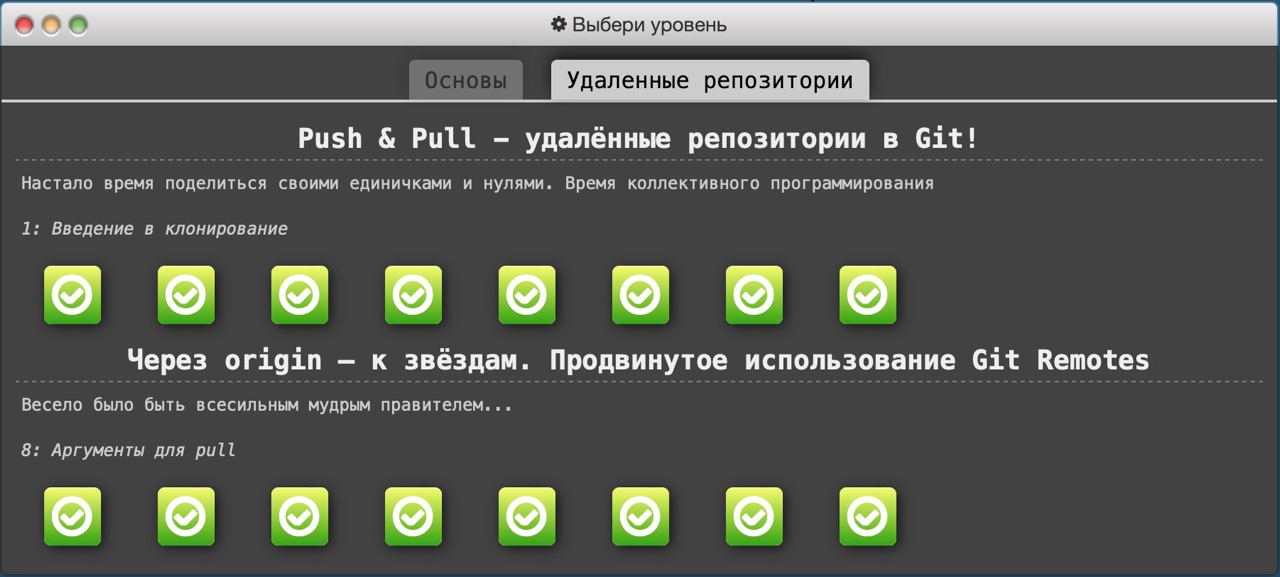 Выбери уровень
Основы
Удаленные репозитории
Push & Pull – удалённые репозитории в Git!
Настало время поделиться своими единичками и нулями. Время коллективного программирования
1: Введение в клонирование
Через origin – к звёздам. Продвинутое использование Git Remotes
Весело было быть всесильным мудрым правителем...
8: Аргументы для pull